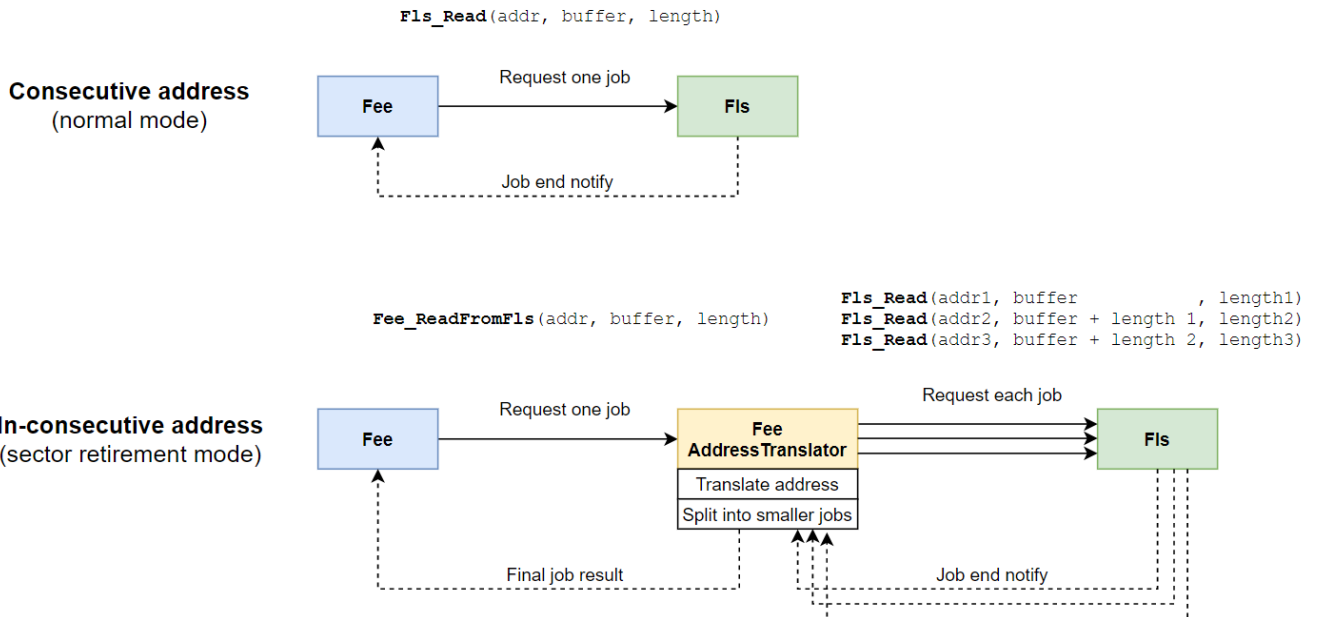 Fls_Read(addr, buffer, length)
Consecutive address
(normal mode)
Fee
Request one job
Fls
Job end notify
Fee_ReadFromFls(addr, buffer, length)
Fls_Read(addr1, buffer            , length1)
Fls_Read(addr2, buffer + length 1, length2)
Fls_Read(addr3, buffer + length 2, length3)
In-consecutive address
(sector retirement mode)
Fee
Request one job
Fee
AddressTranslator
Translate address
Split into smaller jobs
Request each job
Fls
Final job result
Job end notify